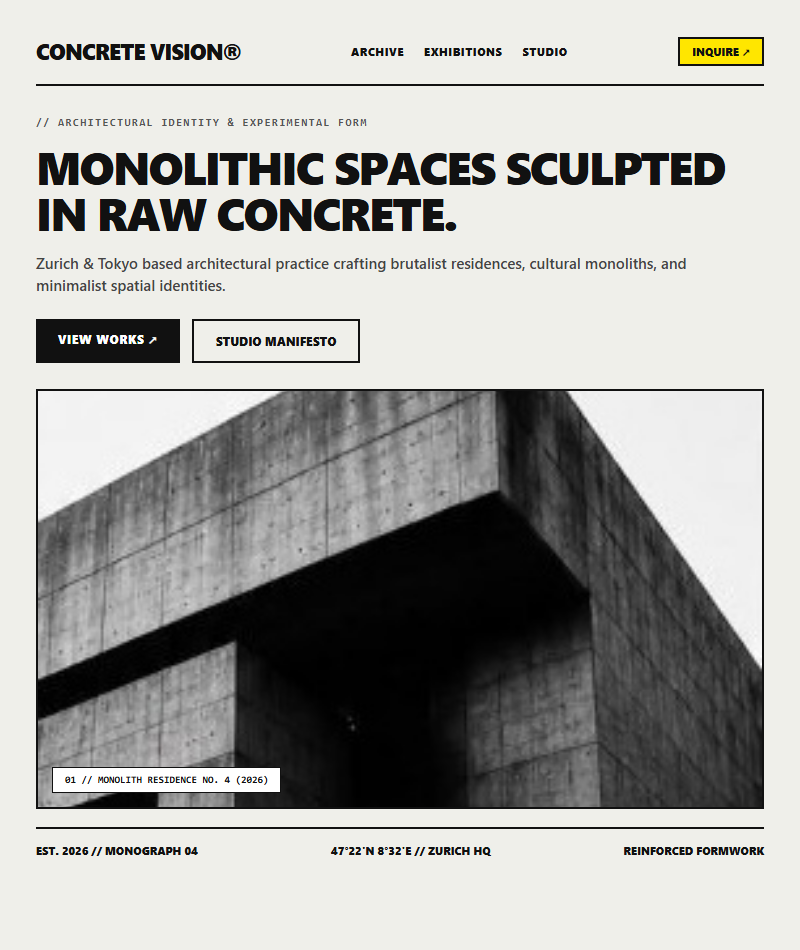 CONCRETE VISION®
ARCHIVE EXHIBITIONS STUDIO
INQUIRE ↗
// ARCHITECTURAL IDENTITY & EXPERIMENTAL FORM
MONOLITHIC SPACES SCULPTED
IN RAW CONCRETE.
Zurich & Tokyo based architectural practice crafting brutalist residences, cultural monoliths, and
minimalist spatial identities.
VIEW WORKS ↗
STUDIO MANIFESTO
01 // MONOLITH RESIDENCE NO. 4 (2026)
EST. 2026 // MONOGRAPH 04
47°22'N 8°32'E // ZURICH HQ
REINFORCED FORMWORK